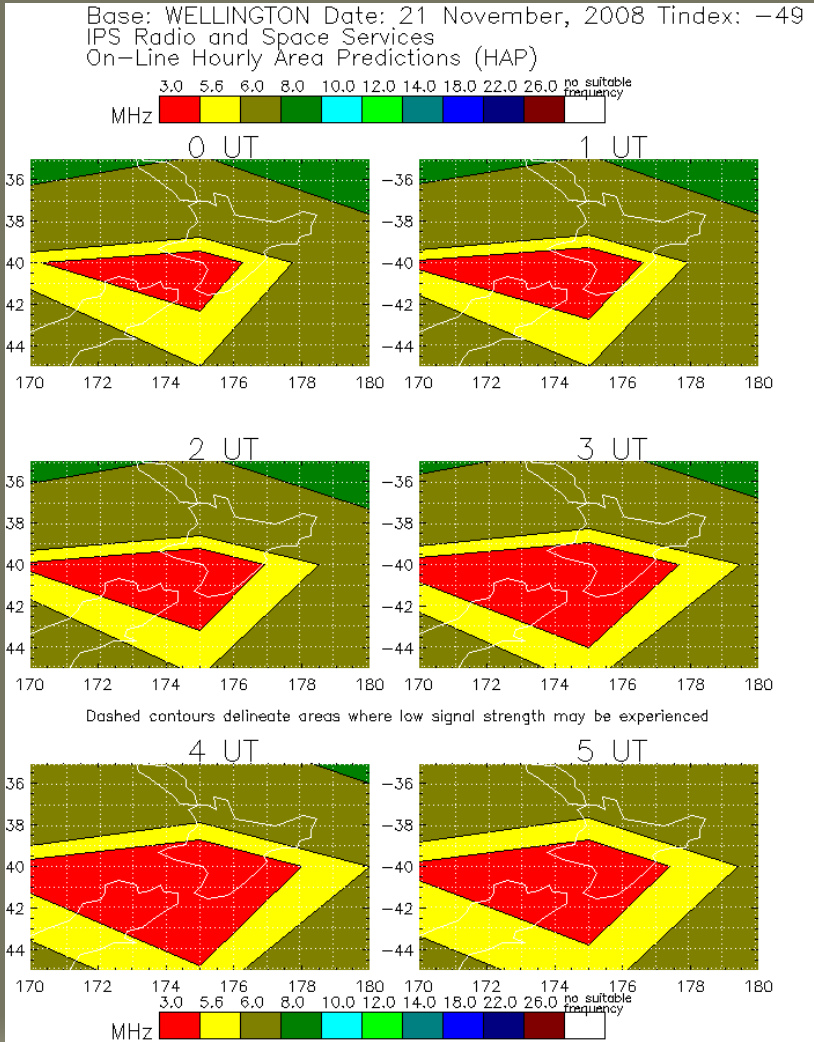 Base: WELLINGTON Date: 21 November, 2008 Tindex: -49
IPS Radio and Space Services
On-Line Hourly Area Predictions (HAP)
MHz 3.0 5.6 6.0 8.0 10.0 12.0 14.0 18.0 22.0 26.0 no suitable frequency
0 UT 1 UT
36 -36
38 -38
40 -40
42 -42
44 -44
170 172 174 176 178 180 170 172 174 176 178 180
2 UT 3 UT
36 -36
38 -38
40 -40
42 -42
44 -44
170 172 174 176 178 180 170 172 174 176 178 180
Dashed contours delineate areas where low signal strength may be experienced
4 UT 5 UT
36 -36
38 -38
40 -40
42 -42
44 -44
170 172 174 176 178 180 170 172 174 176 178 180
MHz 3.0 5.6 6.0 8.0 10.0 12.0 14.0 18.0 22.0 26.0 no suitable frequency